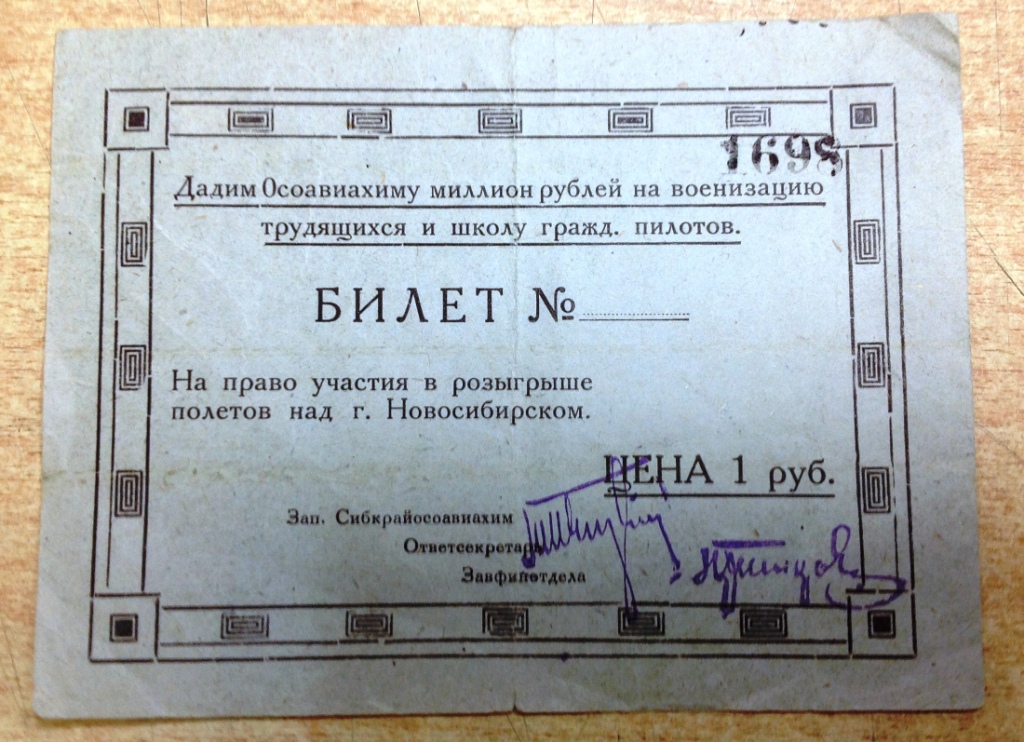 1698
Дадим Осоавиахиму миллион рублей на военизацию
трудящихся и школу гражд. пилотов.
БИЛЕТ №
На право участия в розыгрыше
полетов над г. Новосибирском.
ЦЕНА 1 руб.
Зап. Сибкрайосоавиахим
Ответсекретарь
Завфинотдела